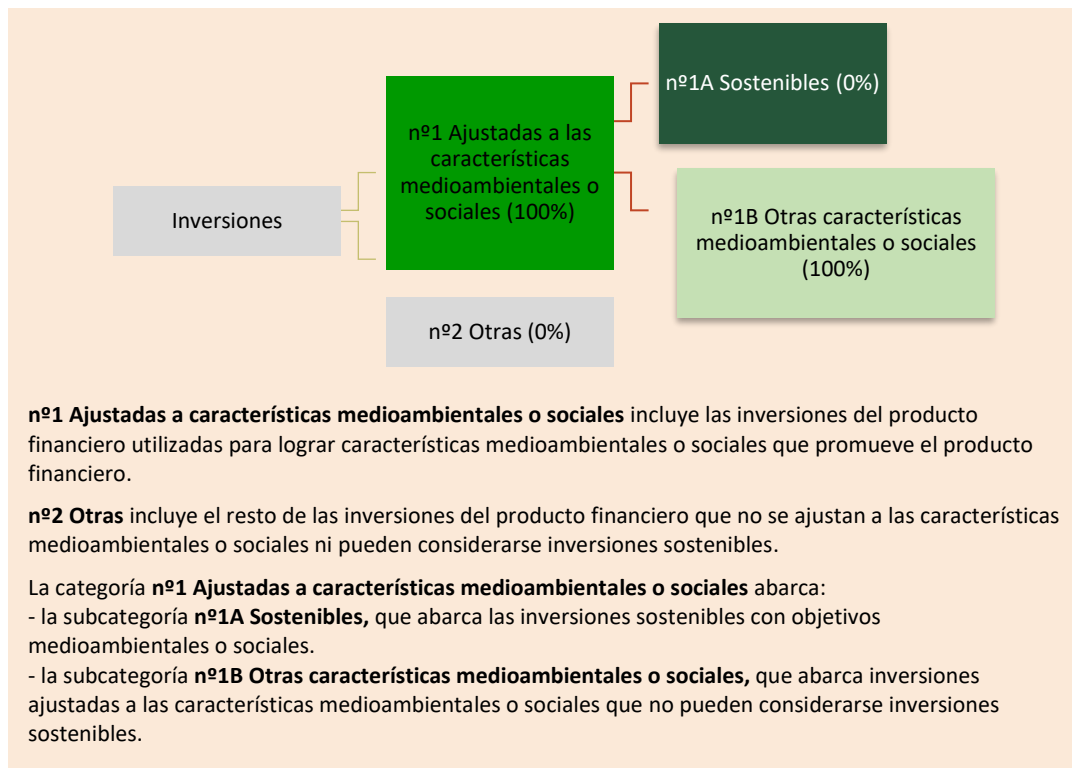 nº1A Sostenibles (0%)
nº1 Ajustadas a las
características
medioambientales o
sociales (100%)
Inversiones
nº1B Otras características
medioambientales o sociales
(100%)
nº2 Otras (0%)
nº1 Ajustadas a características medioambientales o sociales incluye las inversiones del producto
financiero utilizadas para lograr características medioambientales o sociales que promueve el producto
financiero.
nº2 Otras incluye el resto de las inversiones del producto financiero que no se ajustan a las características
medioambientales o sociales ni pueden considerarse inversiones sostenibles.
La categoría nº1 Ajustadas a características medioambientales o sociales abarca:
- la subcategoría nº1A Sostenibles, que abarca las inversiones sostenibles con objetivos
medioambientales o sociales.
- la subcategoría nº1B Otras características medioambientales o sociales, que abarca inversiones
ajustadas a las características medioambientales o sociales que no pueden considerarse inversiones
sostenibles.